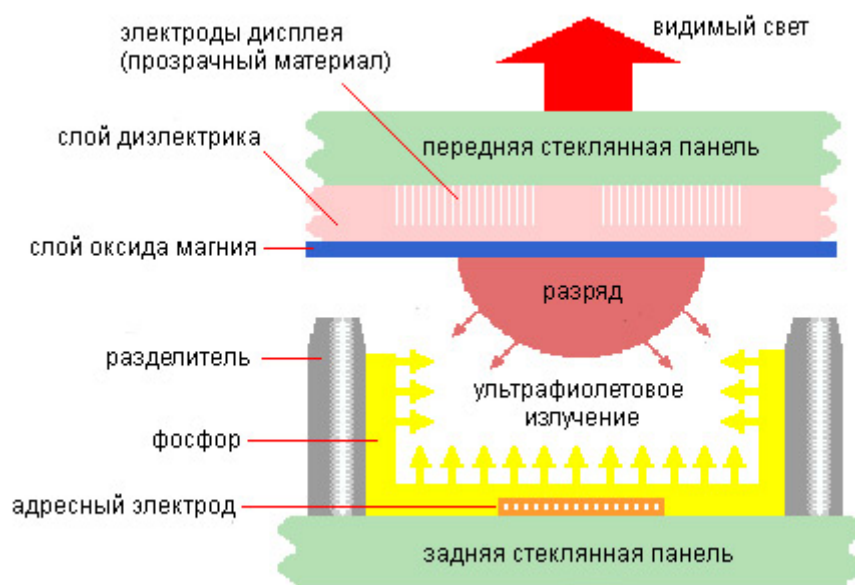 электроды дисплея
(прозрачный материал)
видимый свет
слой диэлектрика
передняя стеклянная панель
слой оксида магния
разряд
разделитель
ультрафиолетовое
излучение
фосфор
адресный электрод
задняя стеклянная панель